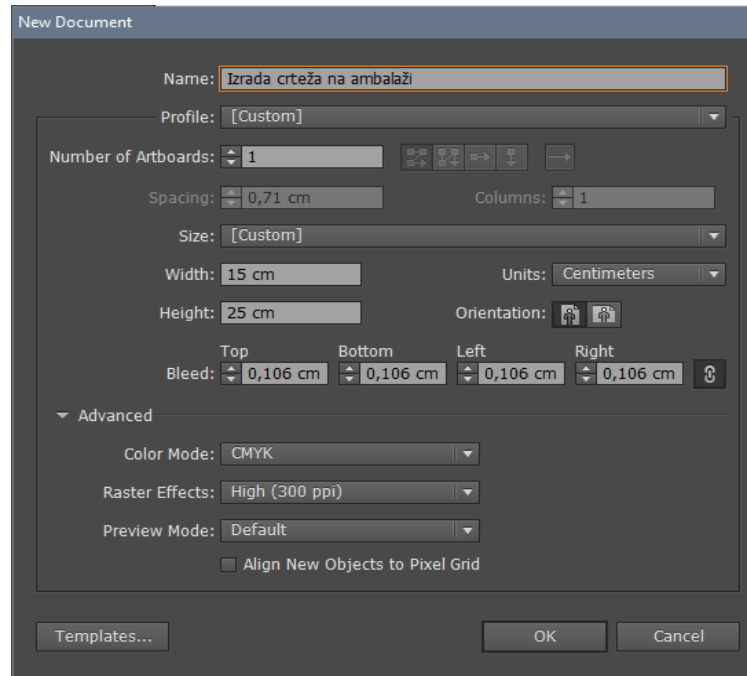 New Document
Name: Izrada crteža na ambalaži
Profile: [Custom]
Number of Artboards: 1
Spacing: 0,71 cm Columns: 1
Size: [Custom]
Width: 15 cm Units: Centimeters
Height: 25 cm Orientation:
Top Bottom Left Right
Bleed: 0,106 cm 0,106 cm 0,106 cm 0,106 cm
Advanced
Color Mode: CMYK
Raster Effects: High (300 ppi)
Preview Mode: Default
Align New Objects to Pixel Grid
Templates... OK Cancel